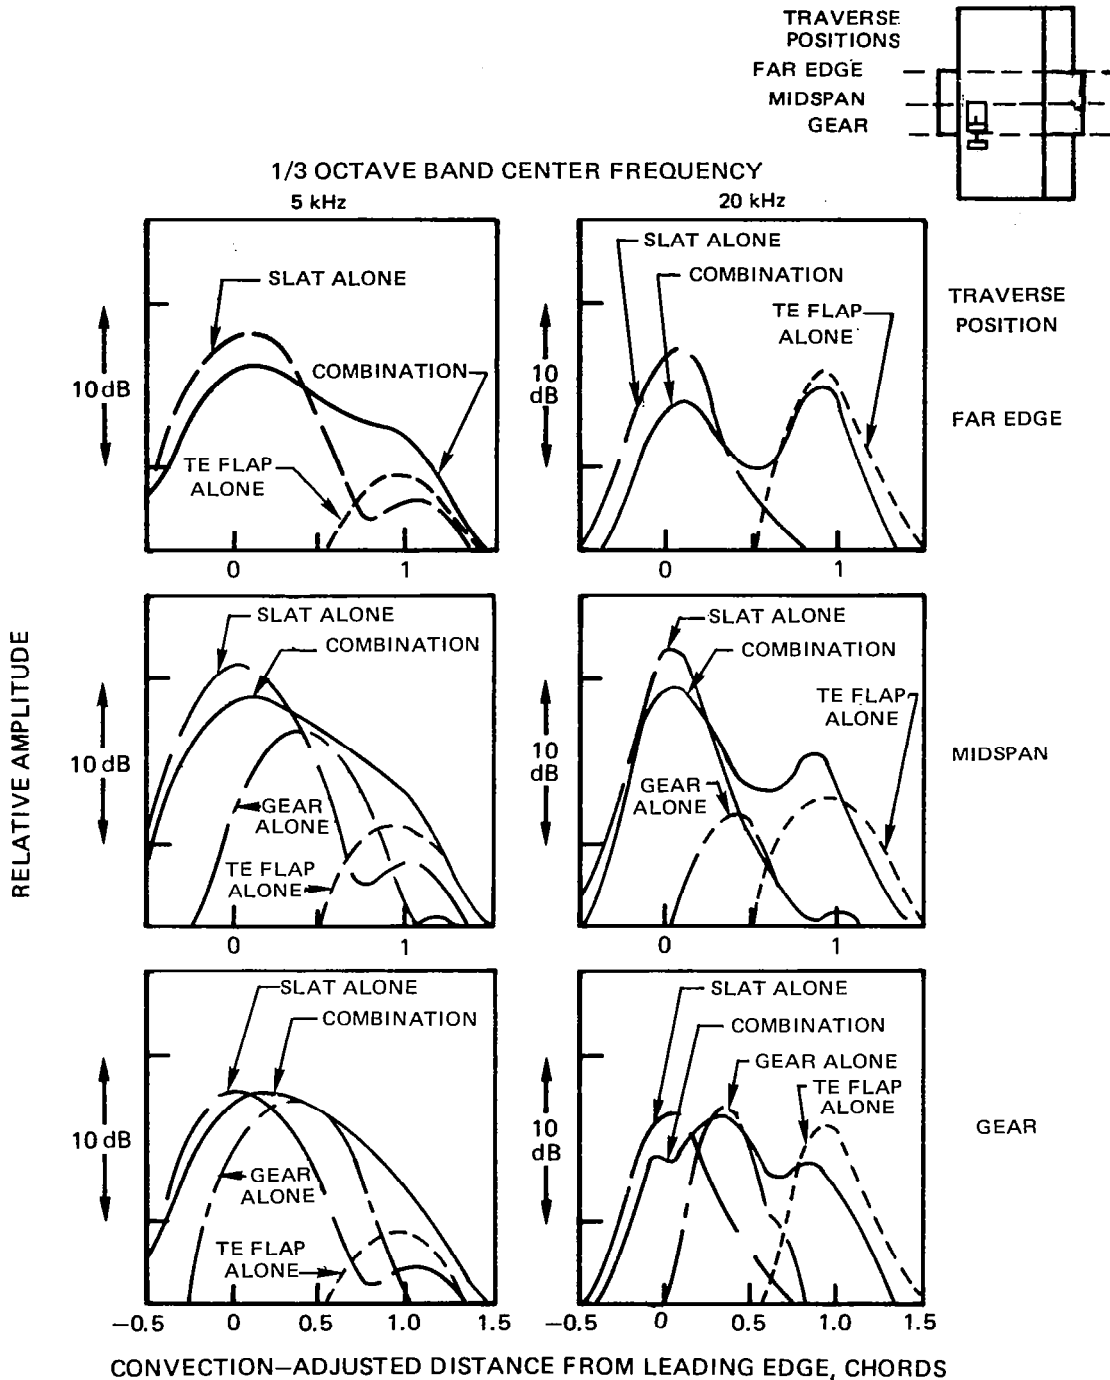 TRAVERSE
POSITIONS
FAR EDGE
MIDSPAN
GEAR
1/3 OCTAVE BAND CENTER FREQUENCY
5 kHz
20 kHz
SLAT ALONE
COMBINATION
TE FLAP
ALONE
10 dB
0
1
SLAT ALONE
COMBINATION
TE FLAP
ALONE
10
dB
0
1
TRAVERSE
POSITION
FAR EDGE
RELATIVE AMPLITUDE
SLAT ALONE
COMBINATION
10 dB
GEAR
ALONE
TE FLAP
ALONE
0
1
SLAT ALONE
COMBINATION
TE FLAP
ALONE
10
dB
GEAR
ALONE
0
1
MIDSPAN
SLAT ALONE
COMBINATION
10 dB
GEAR
ALONE
TE FLAP
ALONE
−0.5
0
0.5
1.0
1.5
SLAT ALONE
COMBINATION
GEAR ALONE
TE FLAP
ALONE
10
dB
−0.5
0
0.5
1.0
1.5
GEAR
CONVECTION−ADJUSTED DISTANCE FROM LEADING EDGE, CHORDS